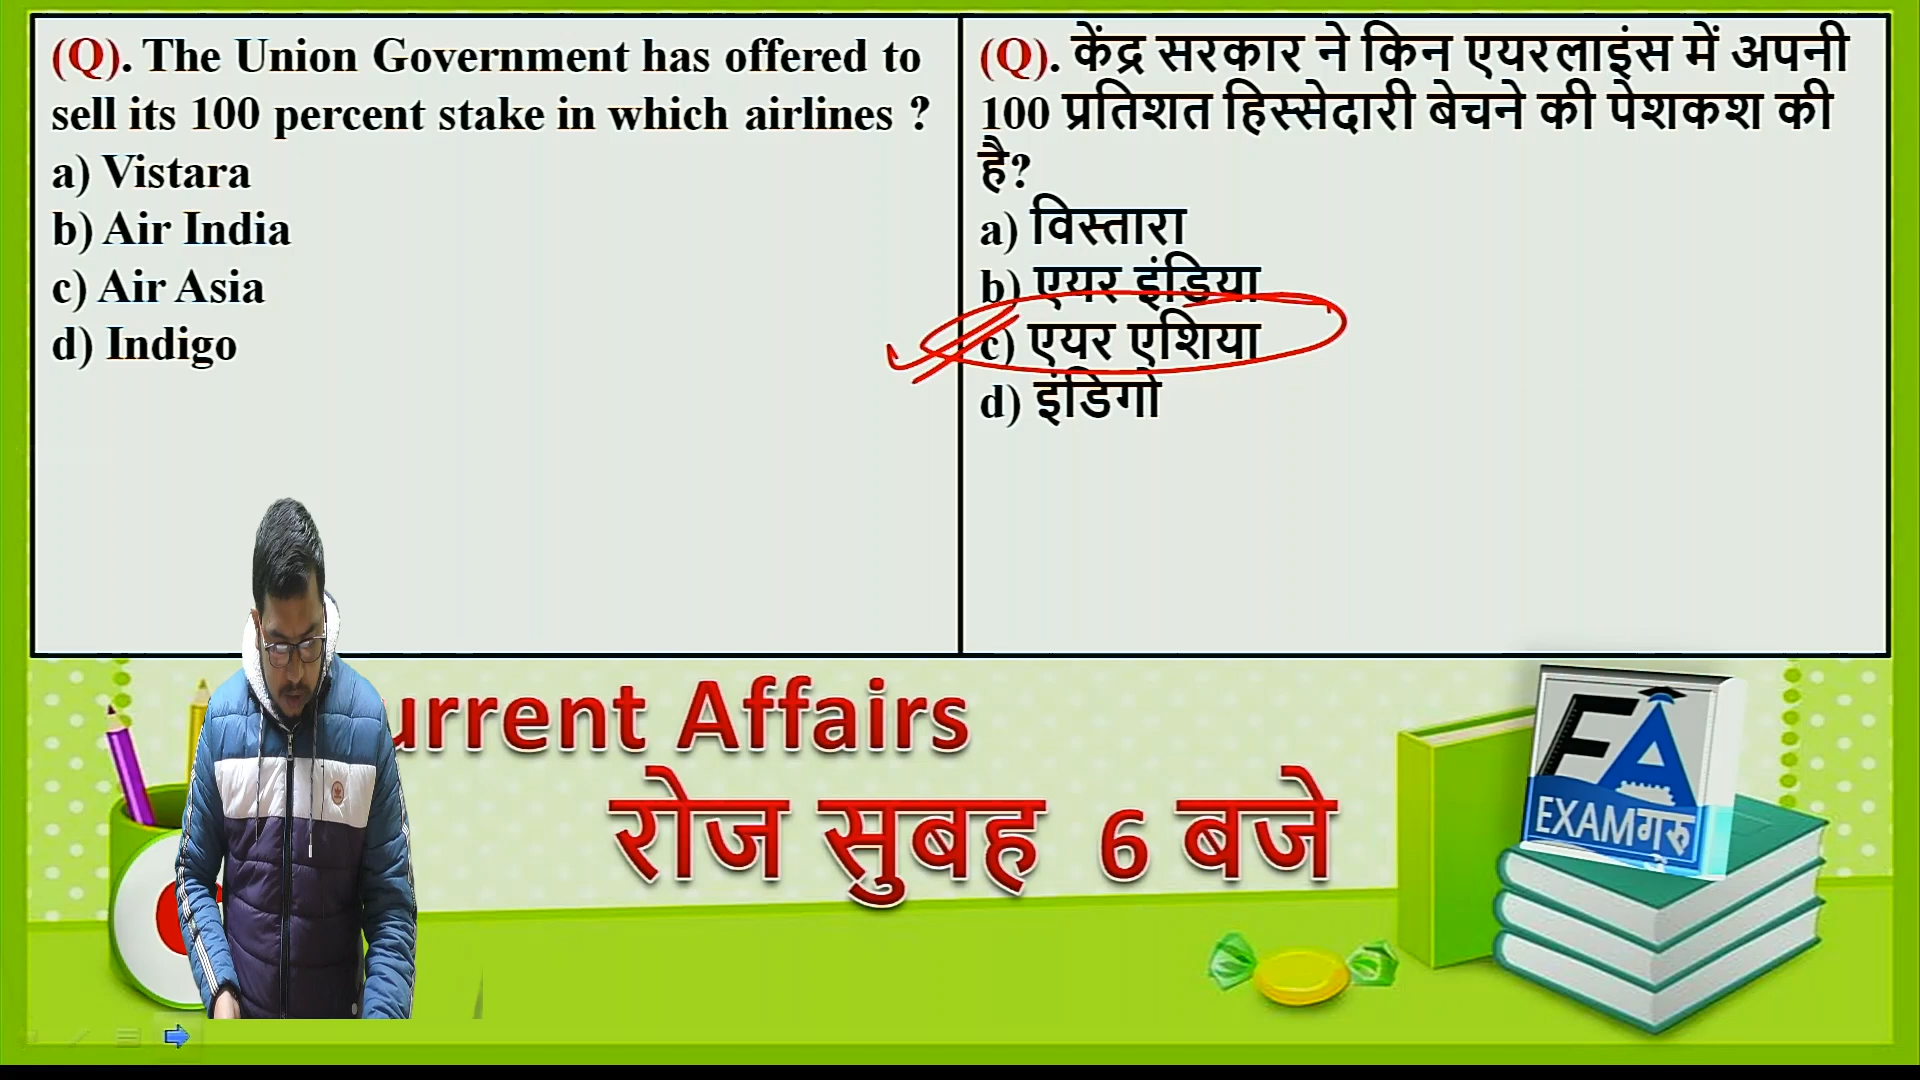 (Q). The Union Government has offered to
sell its 100 percent stake in which airlines ?
a) Vistara
b) Air India
c) Air Asia
d) Indigo
(Q). केंद्र सरकार ने किन एयरलाइंस में अपनी
100 प्रतिशत हिस्सेदारी बेचने की पेशकश की
है?
a) विस्तारा
b) एयर इंडिया
c) एयर एशिया
d) इंडिगो
urrent Affairs
रोज सुबह 6 बजे
EXAMगुरु